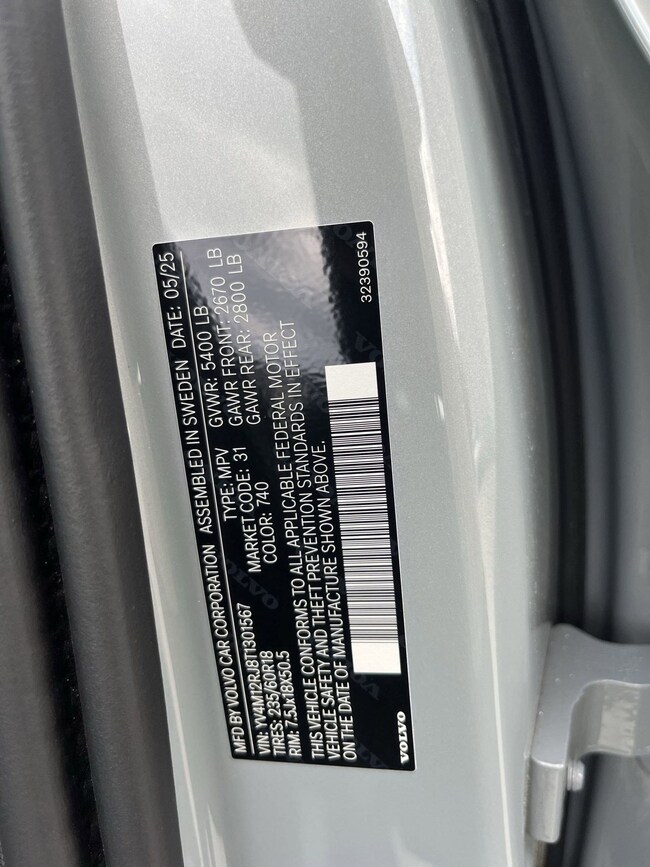 MFD BY VOLVO CAR CORPORATION ASSEMBLED IN SWEDEN DATE: 05/25
VIN: YV4M12RJ8T1301567 TYPE: MPV GVWR: 5400 LB
TIRES: 235/60R18 MARKET CODE: 31 GAWR FRONT: 2670 LB
RIM: 7.5Jx18X50.5 COLOR: 740 GAWR REAR: 2800 LB
THIS VEHICLE CONFORMS TO ALL APPLICABLE FEDERAL MOTOR
VEHICLE SAFETY AND THEFT PREVENTION STANDARDS IN EFFECT
ON THE DATE OF MANUFACTURE SHOWN ABOVE.
VOLVO 32390594